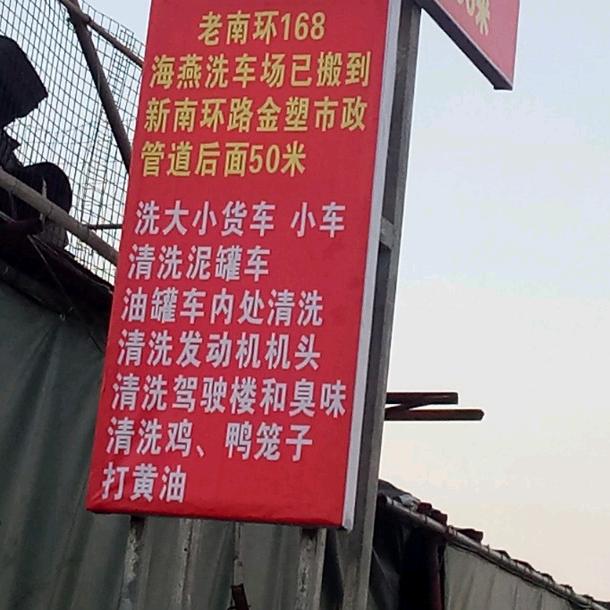 老南环168
海燕洗车场已搬到
新南环路金塑市政
管道后面50米
洗大小货车 小车
清洗泥罐车
油罐车内处清洗
清洗发动机机头
清洗驾驶楼和臭味
清洗鸡、鸭笼子
打黄油
米